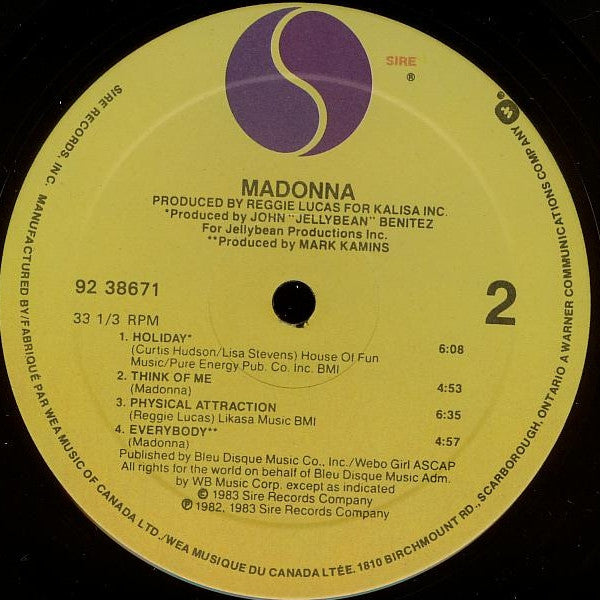 SIRE
®
MADONNA
PRODUCED BY REGGIE LUCAS FOR KALISA INC.
*Produced by JOHN "JELLYBEAN" BENITEZ
For Jellybean Productions Inc.
**Produced by MARK KAMINS
92 38671
2
33 1/3 RPM
1. HOLIDAY*
(Curtis Hudson/Lisa Stevens) House Of Fun
Music/Pure Energy Pub. Co. Inc. BMI 6:08
2. THINK OF ME
(Madonna) 4:53
3. PHYSICAL ATTRACTION
(Reggie Lucas) Likasa Music BMI 6:35
4. EVERYBODY**
(Madonna) 4:57
Published by Bleu Disque Music Co., Inc./Webo Girl ASCAP
All rights for the world on behalf of Bleu Disque Music Adm.
by WB Music Corp. except as indicated
© 1983 Sire Records Company
℗ 1982, 1983 Sire Records Company
SIRE RECORDS, INC. MANUFACTURED BY/FABRIQUÉ PAR WEA MUSIC OF CANADA LTD./WEA MUSIQUE DU CANADA LTÉE. 1810 BIRCHMOUNT RD., SCARBOROUGH, ONTARIO A WARNER COMMUNICATIONS COMPANY